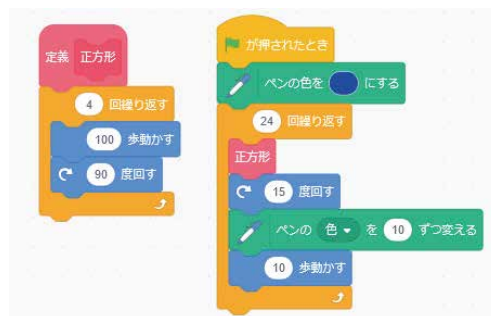 定義 正方形
4 回繰り返す
100 歩動かす
90 度回す
が押されたとき
ペンの色を にする
24 回繰り返す
正方形
15 度回す
ペンの 色 を 10 ずつ変える
10 歩動かす